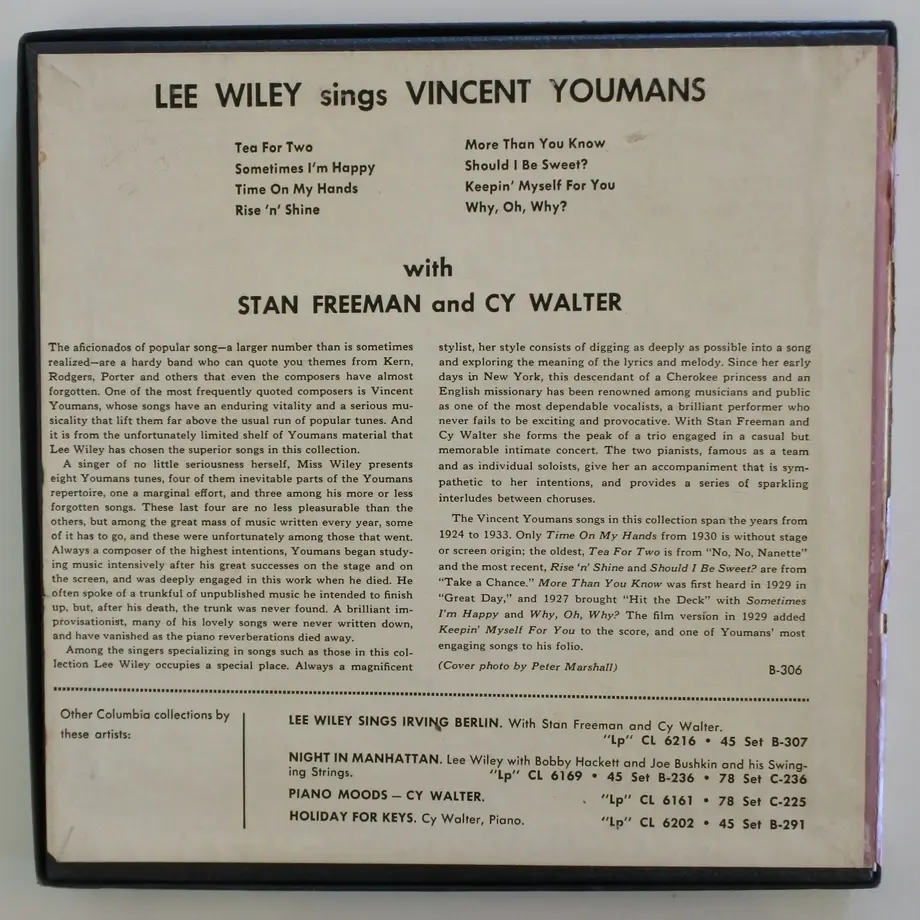 LEE WILEY sings VINCENT YOUMANS
Tea For Two
Sometimes I'm Happy
Time On My Hands
Rise 'n' Shine
More Than You Know
Should I Be Sweet?
Keepin' Myself For You
Why, Oh, Why?
with
STAN FREEMAN and CY WALTER
The aficionados of popular song—a larger number than is sometimes
realized—are a hardy band who can quote you themes from Kern,
Rodgers, Porter and others that even the composers have almost
forgotten. One of the most frequently quoted composers is Vincent
Youmans, whose songs have an enduring vitality and a serious mu-
sicality that lift them far above the usual run of popular tunes. And
it is from the unfortunately limited shelf of Youmans material that
Lee Wiley has chosen the superior songs in this collection.
A singer of no little seriousness herself, Miss Wiley presents
eight Youmans tunes, four of them inevitable parts of the Youmans
repertoire, one a marginal effort, and three among his more or less
forgotten songs. These last four are no less pleasurable than the
others, but among the great mass of music written every year, some
of it has to go, and these were unfortunately among those that went.
Always a composer of the highest intentions, Youmans began study-
ing music intensively after his great successes on the stage and on
the screen, and was deeply engaged in this work when he died. He
often spoke of a trunkful of unpublished music he intended to finish
up, but, after his death, the trunk was never found. A brilliant im-
provisationist, many of his lovely songs were never written down,
and have vanished as the piano reverberations died away.
Among the singers specializing in songs such as those in this col-
lection Lee Wiley occupies a special place. Always a magnificent
stylist, her style consists of digging as deeply as possible into a song
and exploring the meaning of the lyrics and melody. Since her early
days in New York, this descendant of a Cherokee princess and an
English missionary has been renowned among musicians and public
as one of the most dependable vocalists, a brilliant performer who
never fails to be exciting and provocative. With Stan Freeman and
Cy Walter she forms the peak of a trio engaged in a casual but
memorable intimate concert. The two pianists, famous as a team
and as individual soloists, give her an accompaniment that is sym-
pathetic to her intentions, and provides a series of sparkling
interludes between choruses.
The Vincent Youmans songs in this collection span the years from
1924 to 1933. Only Time On My Hands from 1930 is without stage
or screen origin; the oldest, Tea For Two is from "No, No, Nanette"
and the most recent, Rise 'n' Shine and Should I Be Sweet? are from
"Take a Chance." More Than You Know was first heard in 1929 in
"Great Day," and 1927 brought "Hit the Deck" with Sometimes
I'm Happy and Why, Oh, Why? The film version in 1929 added
Keepin' Myself For You to the score, and one of Youmans' most
engaging songs to his folio.
(Cover photo by Peter Marshall) B-306
Other Columbia collections by
these artists:
LEE WILEY SINGS IRVING BERLIN. With Stan Freeman and Cy Walter.
"Lp" CL 6216 • 45 Set B-307
NIGHT IN MANHATTAN. Lee Wiley with Bobby Hackett and Joe Bushkin and his Swing-
ing Strings. "Lp" CL 6169 • 45 Set B-236 • 78 Set C-236
PIANO MOODS — CY WALTER. "Lp" CL 6161 • 78 Set C-225
HOLIDAY FOR KEYS. Cy Walter, Piano. "Lp" CL 6202 • 45 Set B-291